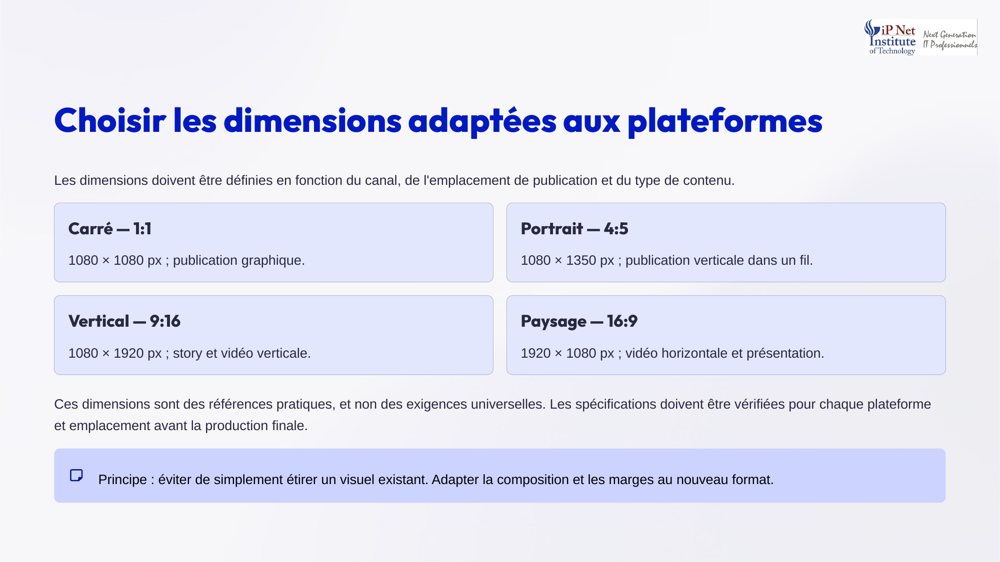 iP Net
Institute
of Technology
Next Generation
IT Professionnels
Choisir les dimensions adaptées aux plateformes
Les dimensions doivent être définies en fonction du canal, de l'emplacement de publication et du type de contenu.
Carré — 1:1
1080 × 1080 px ; publication graphique.
Portrait — 4:5
1080 × 1350 px ; publication verticale dans un fil.
Vertical — 9:16
1080 × 1920 px ; story et vidéo verticale.
Paysage — 16:9
1920 × 1080 px ; vidéo horizontale et présentation.
Ces dimensions sont des références pratiques, et non des exigences universelles. Les spécifications doivent être vérifiées pour chaque plateforme
et emplacement avant la production finale.
Principe : éviter de simplement étirer un visuel existant. Adapter la composition et les marges au nouveau format.